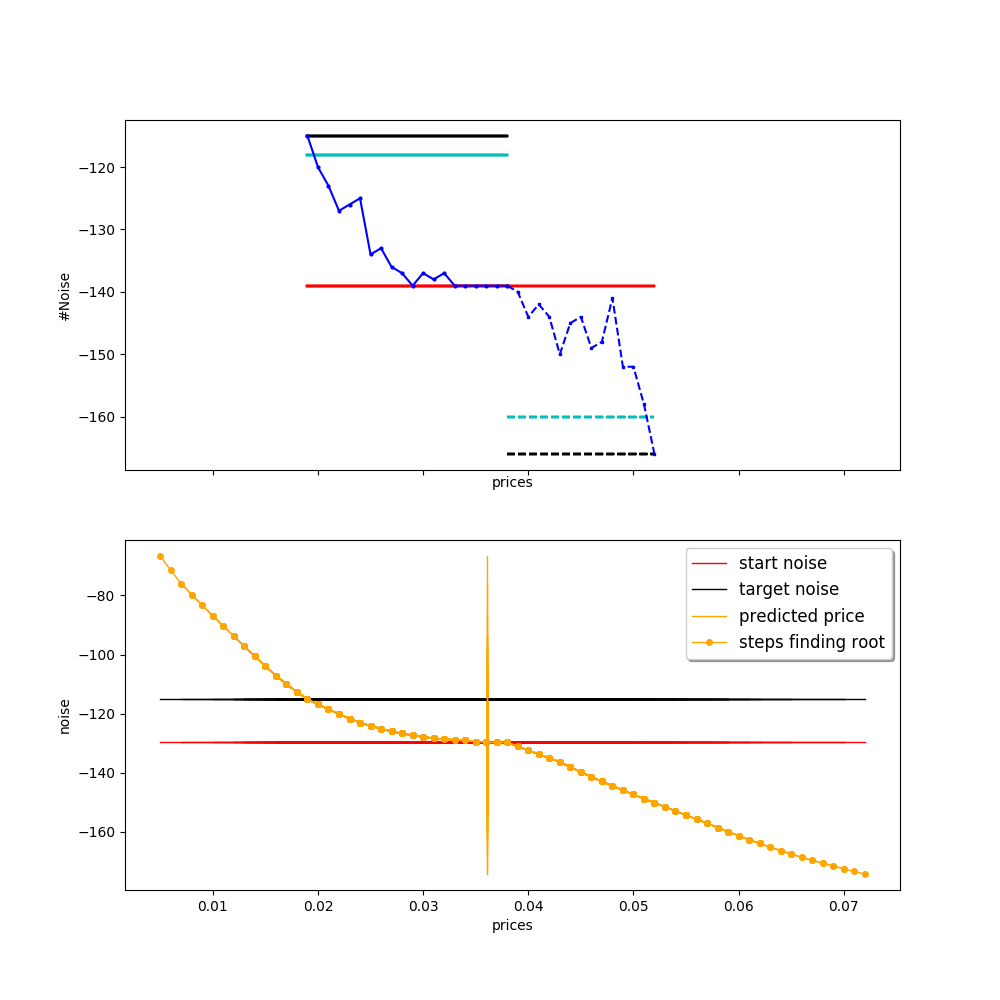 −120
−130
−140
−150
−160
#Noise
prices
−80
−100
−120
−140
−160
noise
start noise
target noise
predicted price
steps finding root
0.01 0.02 0.03 0.04 0.05 0.06 0.07
prices